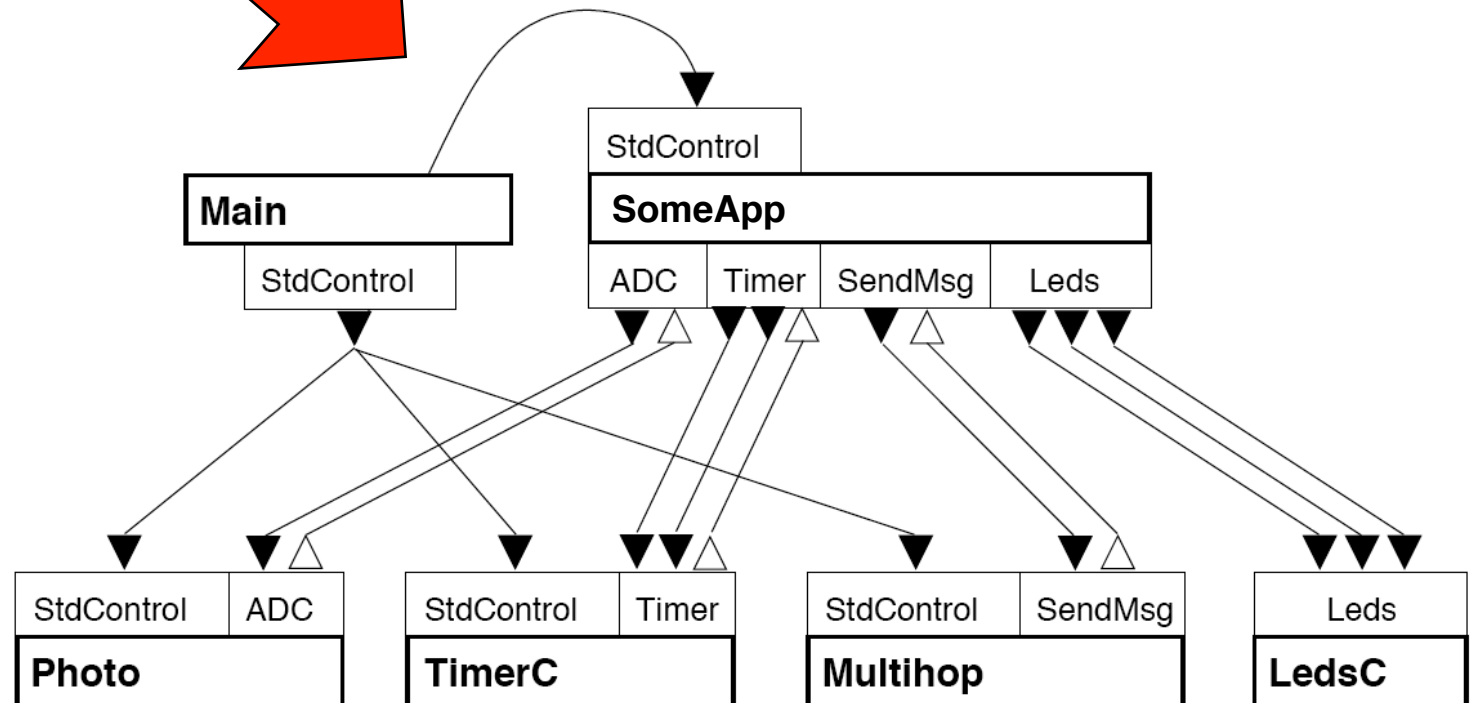 StdControl
Main
SomeApp
StdControl
ADC Timer SendMsg Leds
StdControl ADC
StdControl Timer
StdControl SendMsg
Leds
Photo
TimerC
Multihop
LedsC